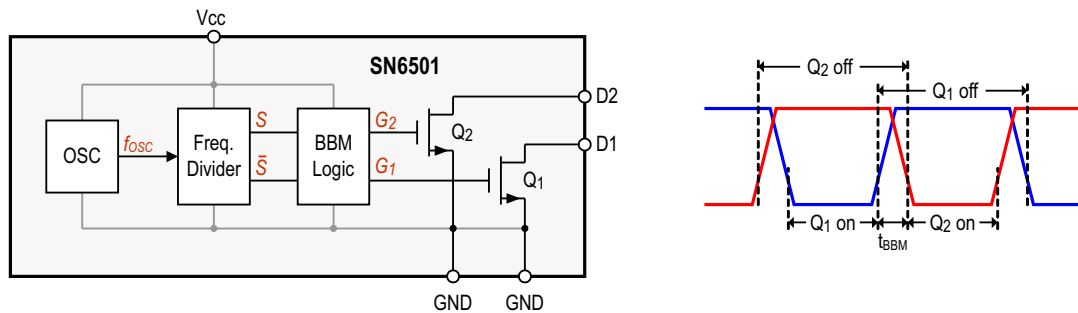 Vcc
SN6501
OSC
fOSC
Freq.
Divider
S
S̄
BBM
Logic
G2
G1
Q2
Q1
D2
D1
GND
GND
Q2 off
Q1 off
Q1 on
tBBM
Q2 on